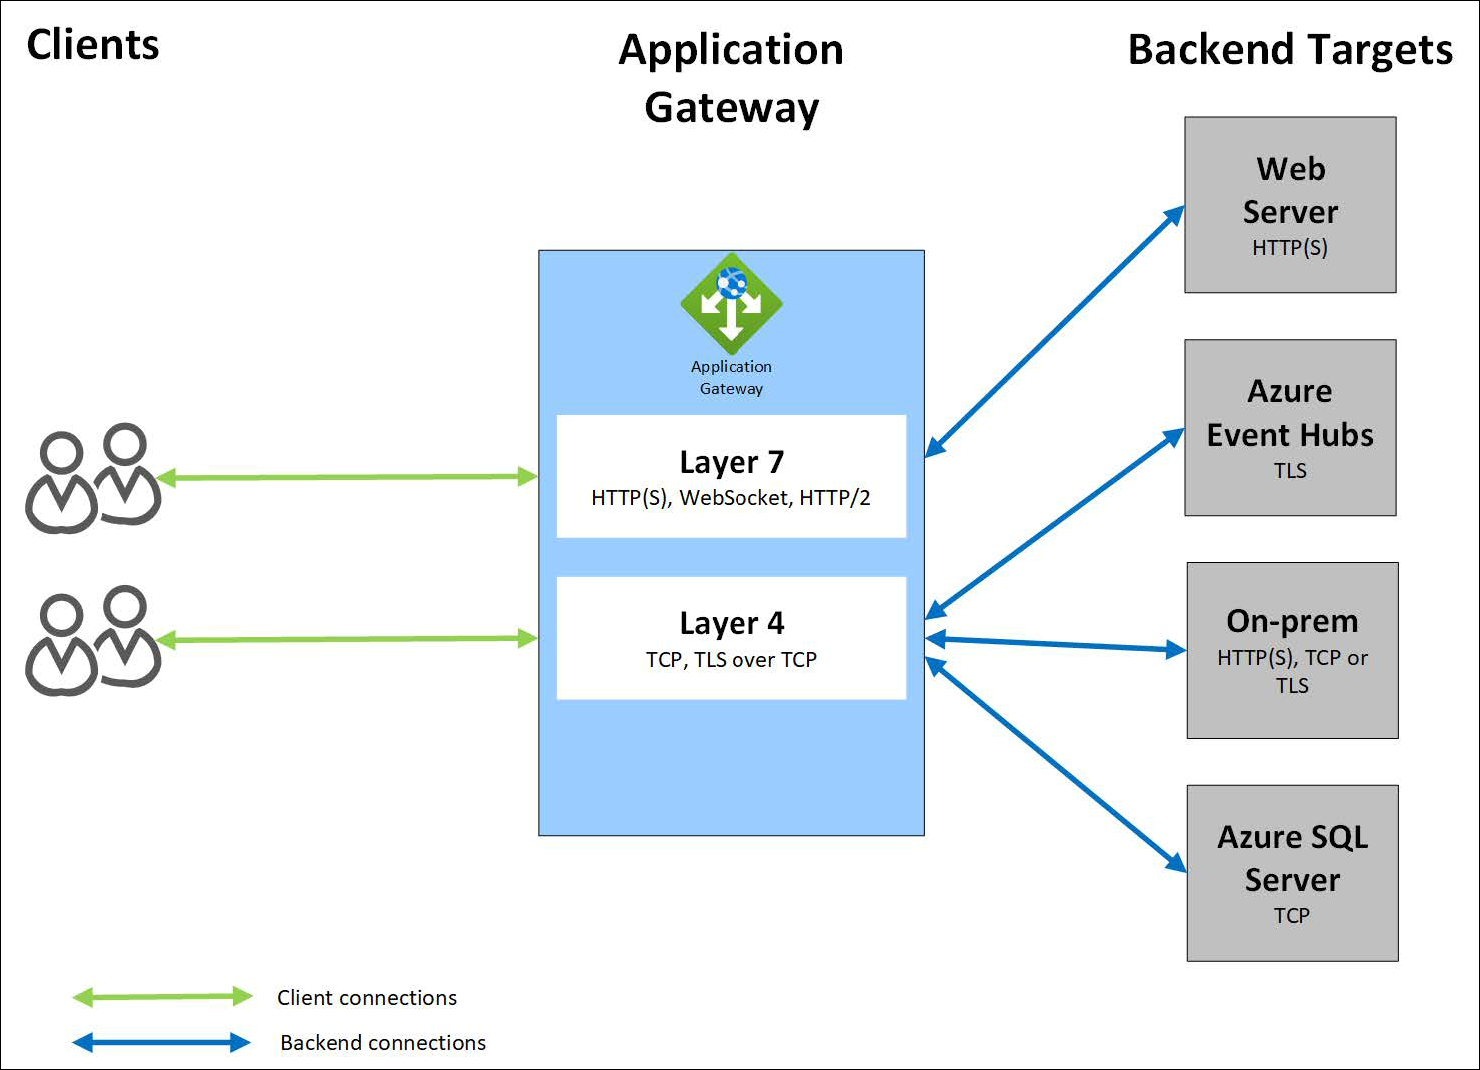 Clients
Application
Gateway
Backend Targets
Web
Server
HTTP(S)
Application
Gateway
Azure
Event Hubs
TLS
Layer 7
HTTP(S), WebSocket, HTTP/2
Layer 4
TCP, TLS over TCP
On-prem
HTTP(S), TCP or
TLS
Azure SQL
Server
TCP
Client connections
Backend connections